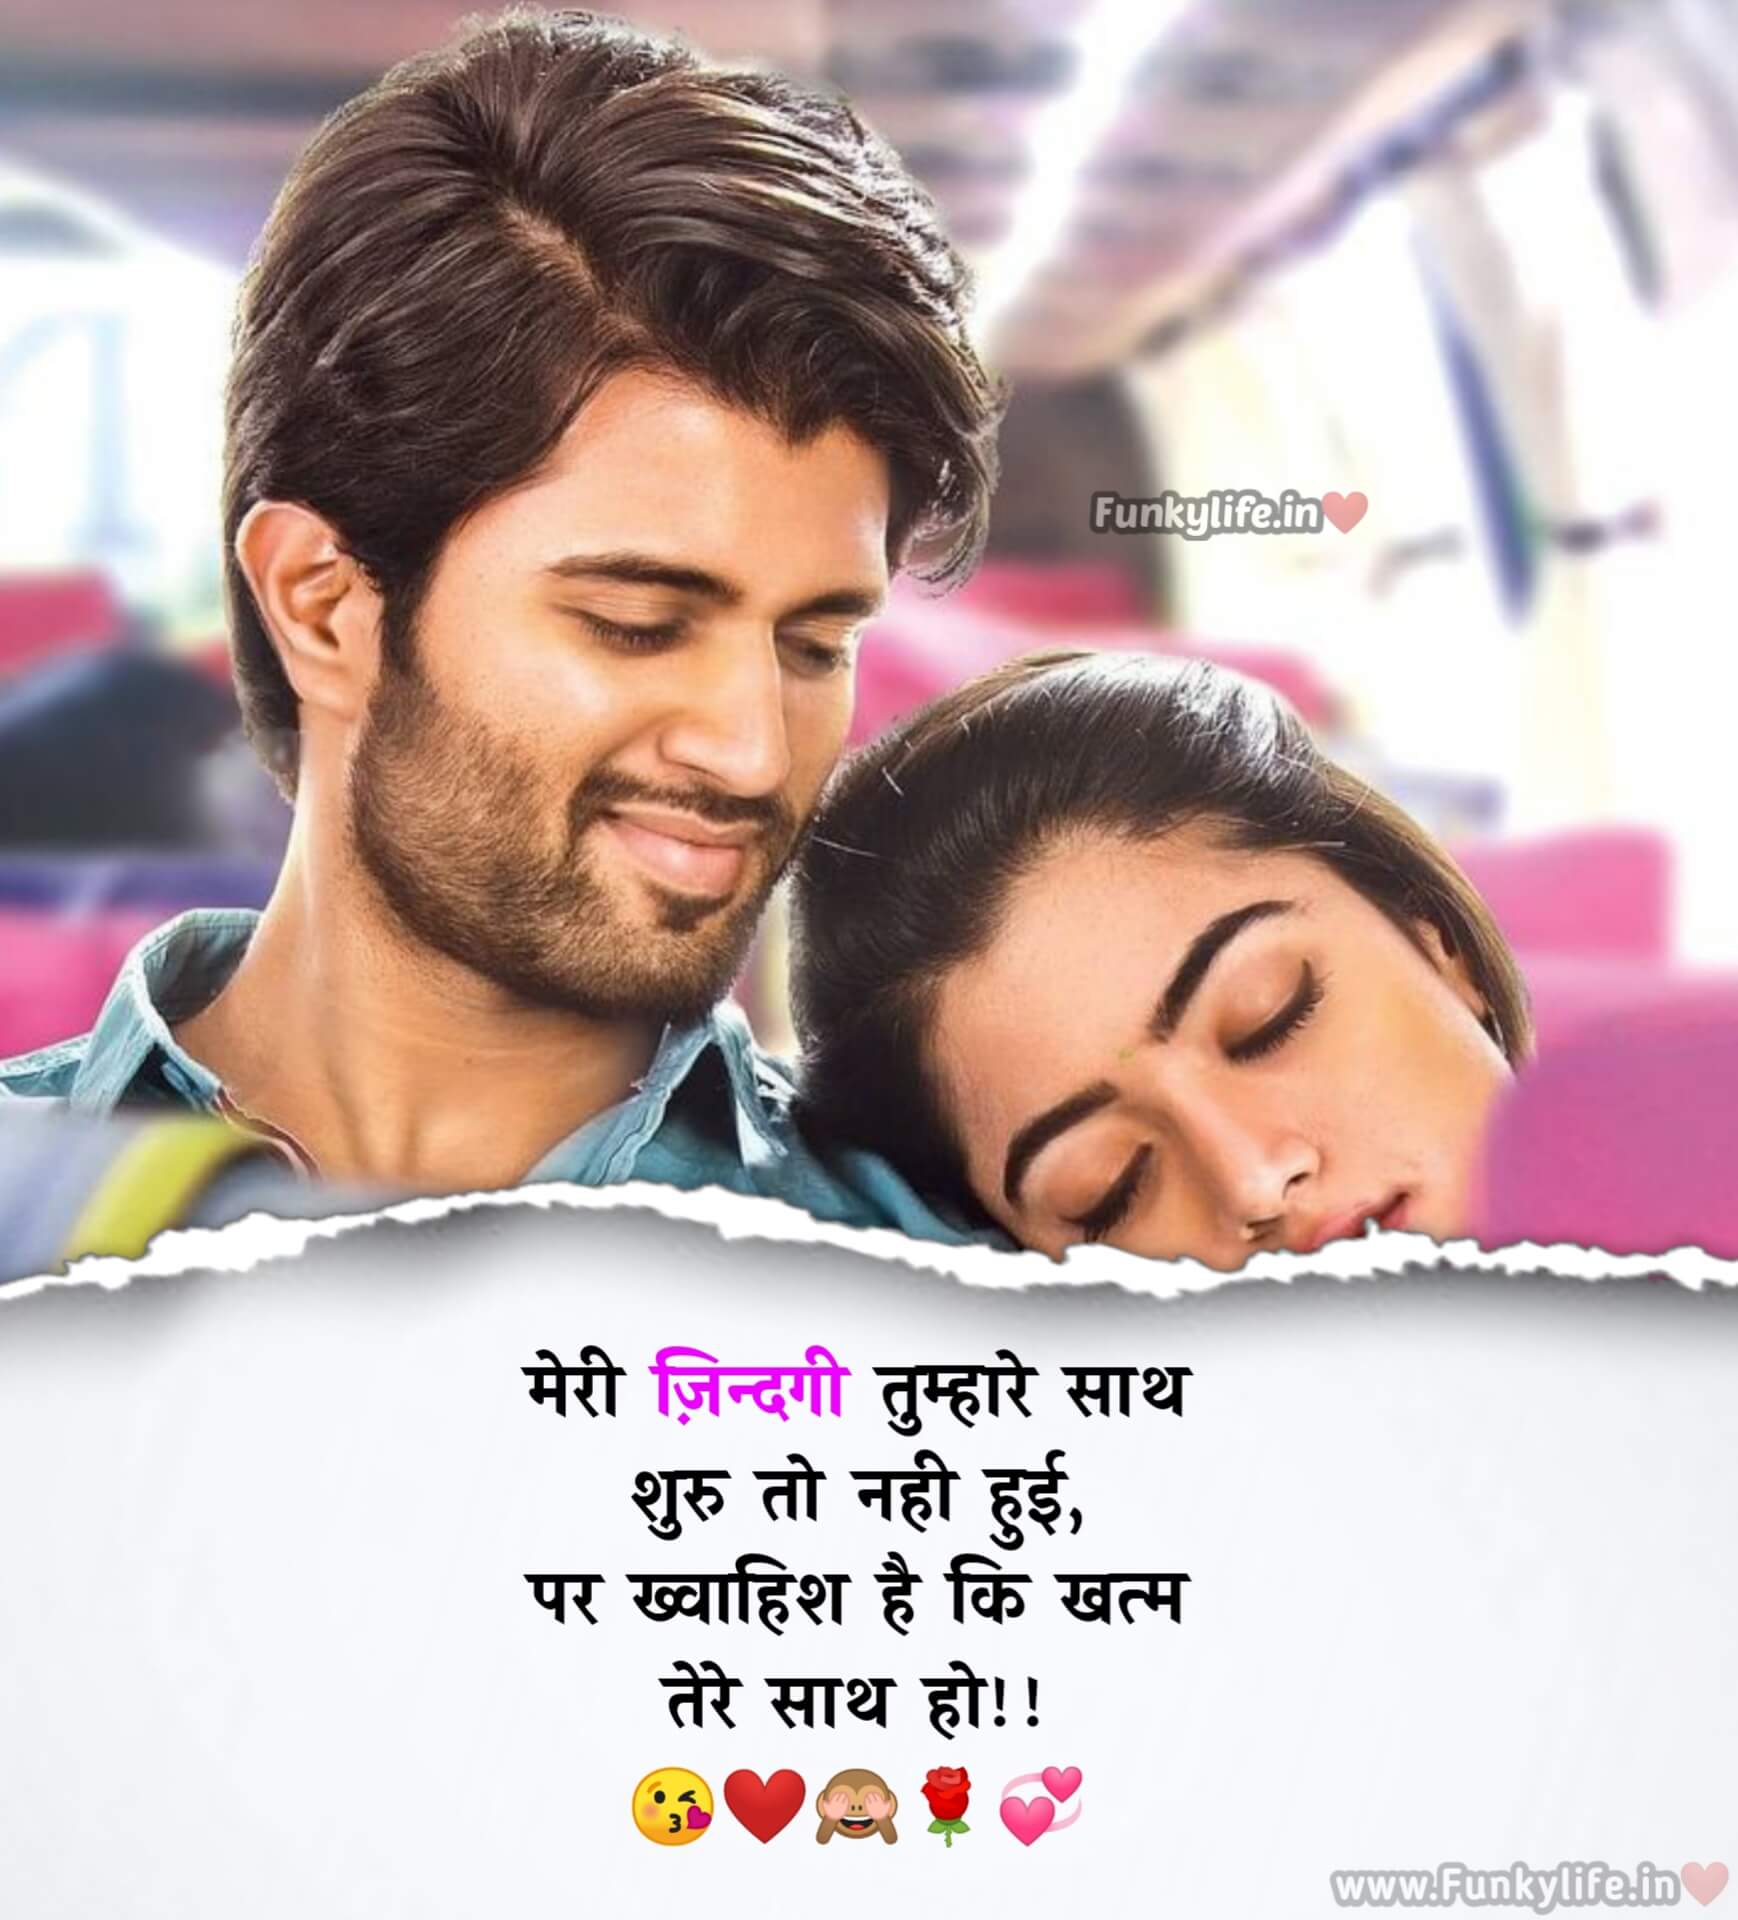 Funkylife.in
मेरी ज़िन्दगी तुम्हारे साथ
शुरु तो नही हुई,
पर ख्वाहिश है कि खत्म
तेरे साथ हो!!
😘❤️🙈🌹💞
www.Funkylife.in